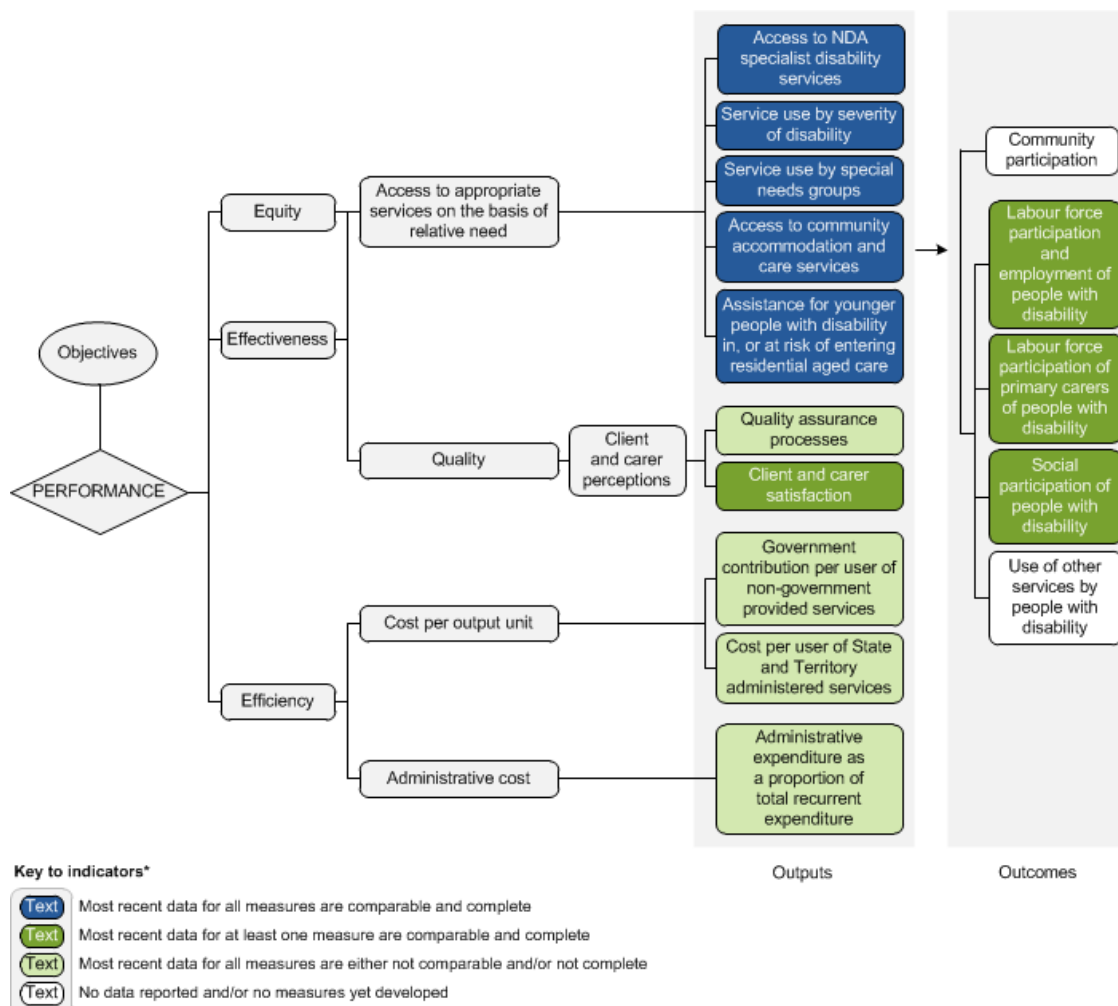 Objectives
PERFORMANCE
Equity
Effectiveness
Efficiency
Access to appropriate
services on the basis of
relative need
Quality
Client
and carer
perceptions
Cost per output unit
Administrative cost
Access to NDA
specialist disability
services
Service use by severity
of disability
Service use by special
needs groups
Access to community
accommodation and
care services
Assistance for younger
people with disability
in, or at risk of entering
residential aged care
Quality assurance
processes
Client and carer
satisfaction
Government
contribution per user of
non-government
provided services
Cost per user of State
and Territory
administered services
Administrative
expenditure as
a proportion of
total recurrent
expenditure
Outputs
Community
participation
Labour force
participation
and
employment of
people with
disability
Labour force
participation of
primary carers
of people with
disability
Social
participation of
people with
disability
Use of other
services by
people with
disability
Outcomes
Key to indicators*
Text Most recent data for all measures are comparable and complete
Text Most recent data for at least one measure are comparable and complete
Text Most recent data for all measures are either not comparable and/or not complete
Text No data reported and/or no measures yet developed